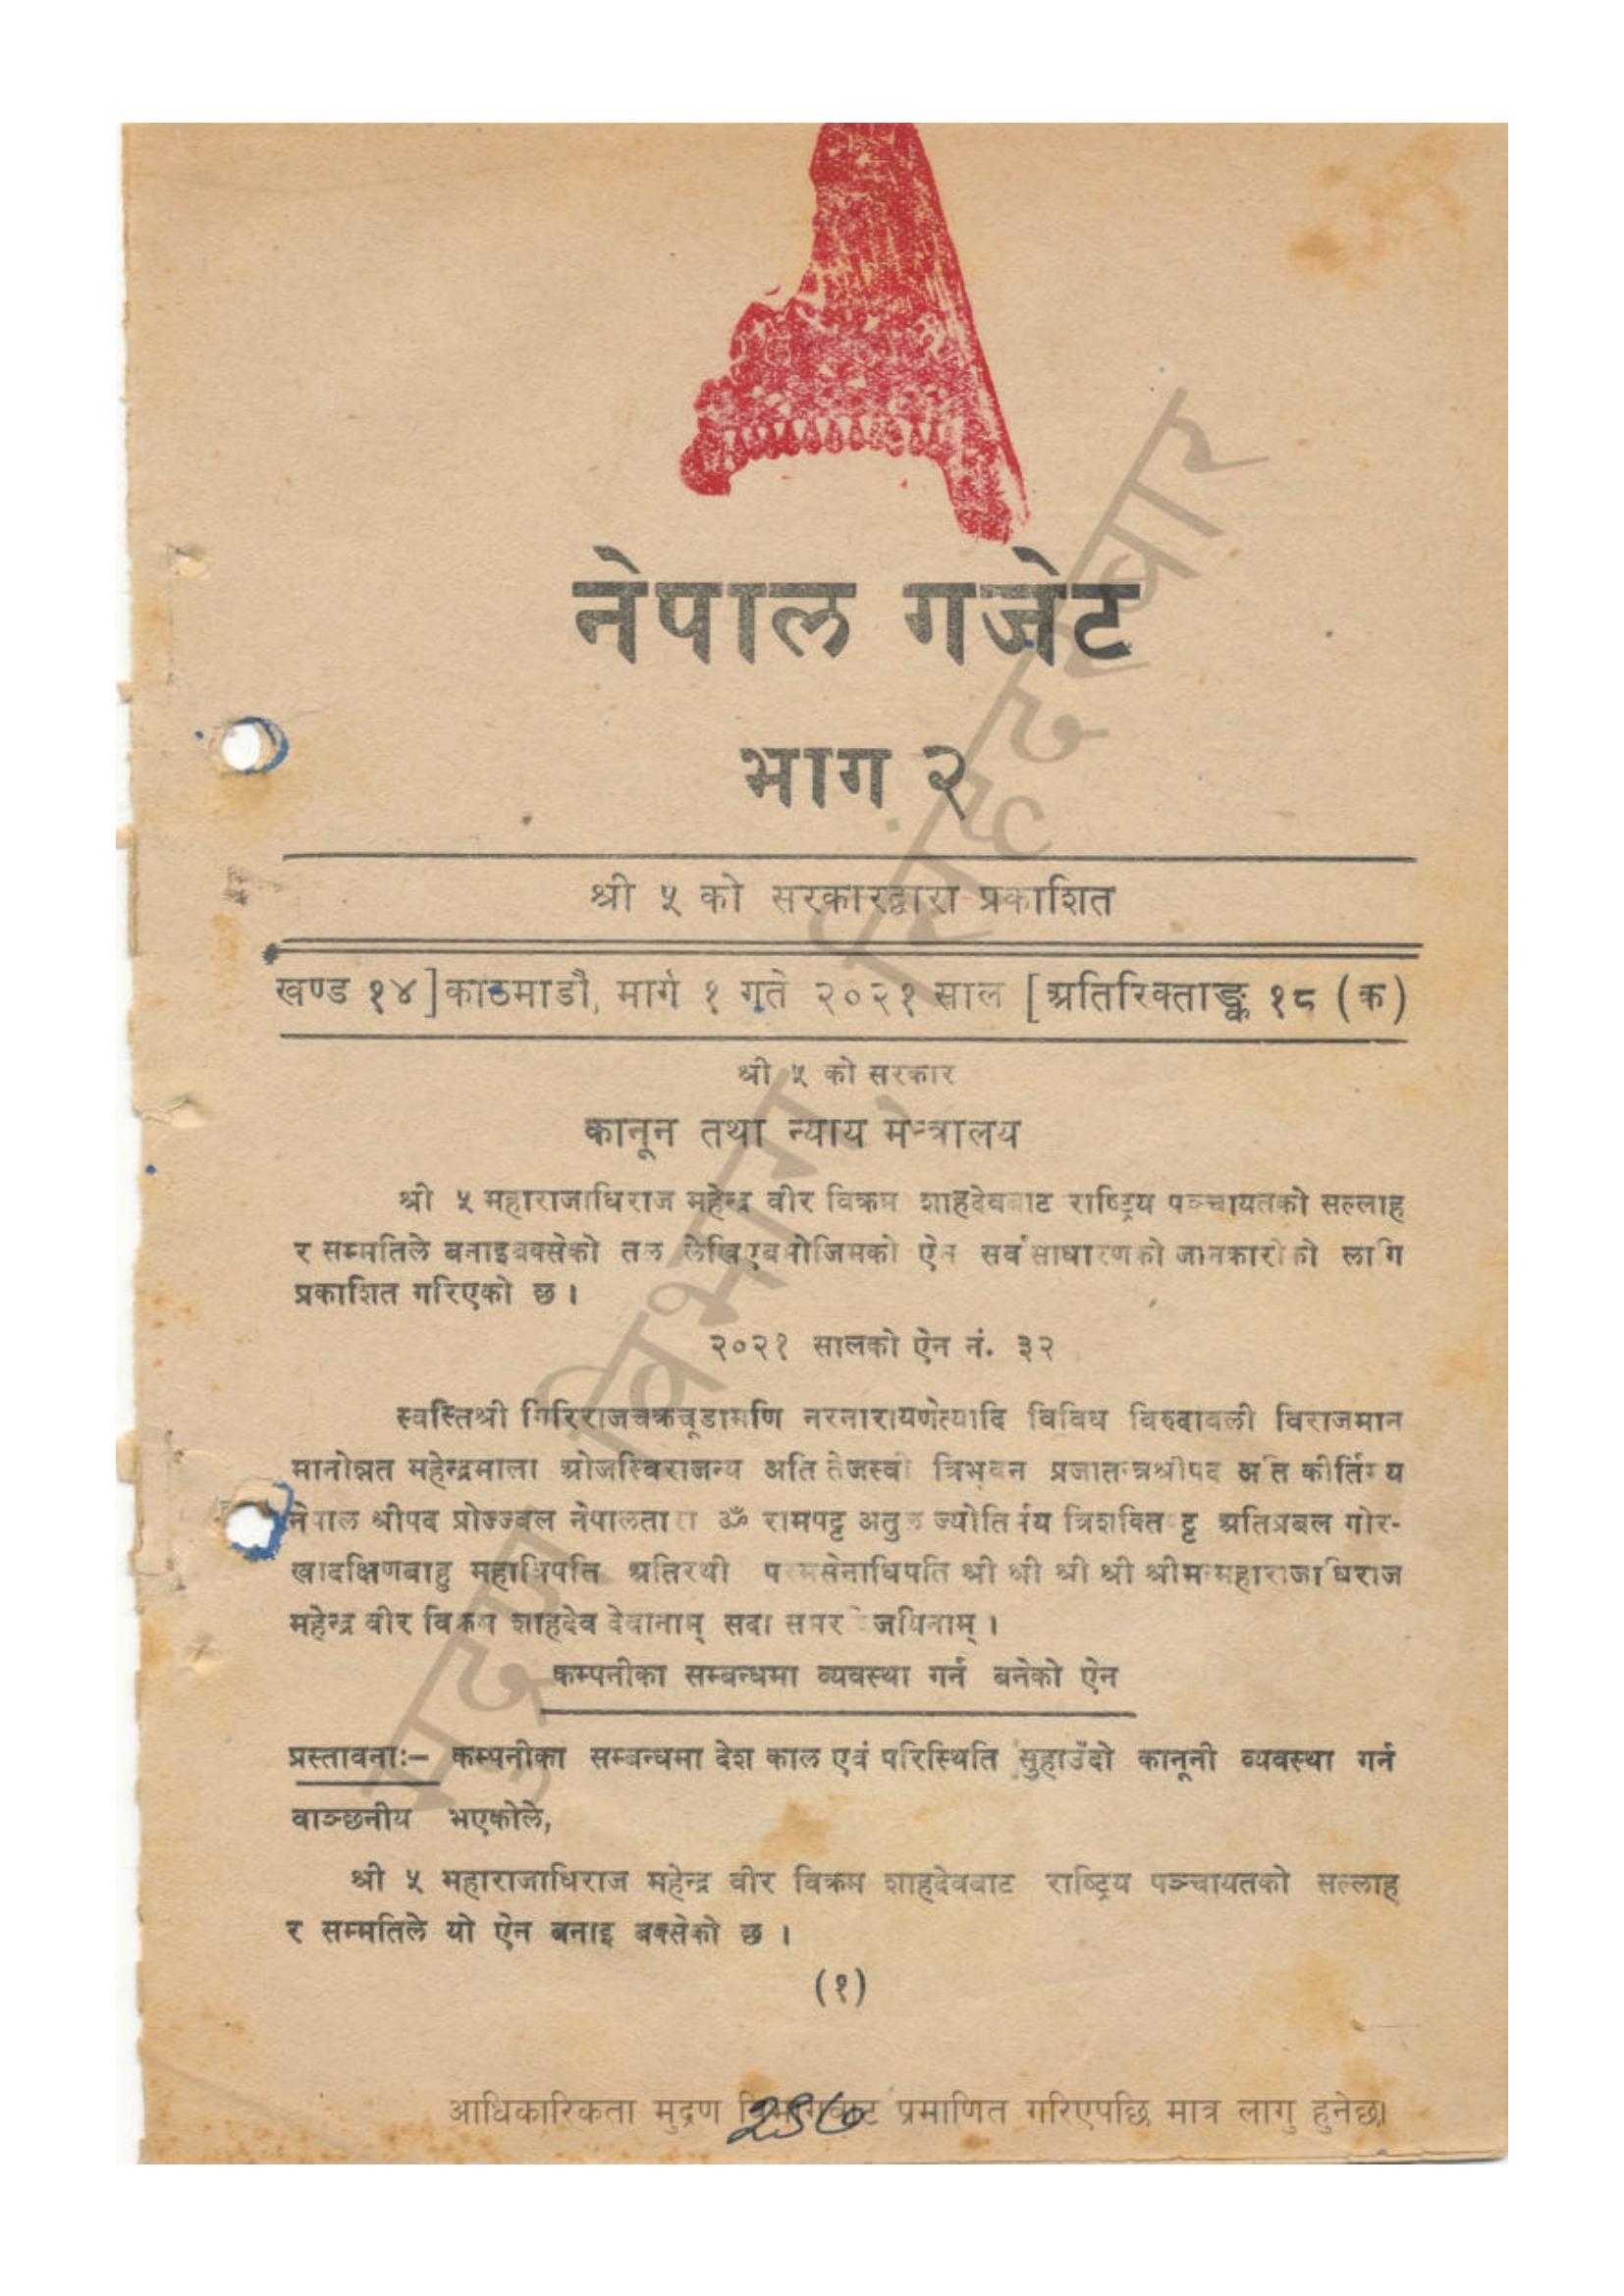 नेपाल गजेट
भाग २
श्री ५ को सरकारद्वारा प्रकाशित
खण्ड १४] काठमाडौ, मार्ग १ गते २०२१ साल [अतिरिक्ताङ्क १८ (क)
श्री ५ को सरकार
कानून तथा न्याय मन्त्रालय
श्री ५ महाराजाधिराज महेन्द्र वीर विक्रम शाहदेवबाट राष्ट्रिय पञ्चायतको सल्लाह
र सम्मतिले बनाइबक्सेको तल लेखिएबमोजिमको ऐन सर्वसाधारणको जानकारीको लागि
प्रकाशित गरिएको छ ।
२०२१ सालको ऐन नं. ३२
स्वस्तिश्री गिरिराजचक्रचूडामणि नरनारायणेत्यादि विविध विरुदावली विराजमान
मानोन्नत महेन्द्रमाला ओजस्विराजन्य अति तेजस्वी त्रिभुवन प्रजातन्त्रश्रीपद अति कीर्तिमय
नेपाल श्रीपद प्रोज्ज्वल नेपालतारा ॐ रामपट्ट अतुल ज्योतिर्मय त्रिशक्तिपट्ट अतिप्रबल गोर-
खादक्षिणबाहु महाधिपति अतिरथी परमसेनाधिपति श्री श्री श्री श्री श्रीमन्महाराजाधिराज
महेन्द्र वीर विक्रम शाहदेव देवानाम् सदा समर विजयिनाम् ।
कम्पनीका सम्बन्धमा व्यवस्था गर्न बनेको ऐन
प्रस्तावनाः– कम्पनीका सम्बन्धमा देश काल एवं परिस्थिति सुहाउँदो कानूनी व्यवस्था गर्न
वाञ्छनीय भएकोले,
श्री ५ महाराजाधिराज महेन्द्र वीर विक्रम शाहदेवबाट राष्ट्रिय पञ्चायतको सल्लाह
र सम्मतिले यो ऐन बनाइ बक्सेको छ ।
(१)
आधिकारिकता मुद्रण विभागबाट प्रमाणित गरिएपछि मात्र लागु हुनेछ।
मुद्रण विभाग, सिंहदरबार